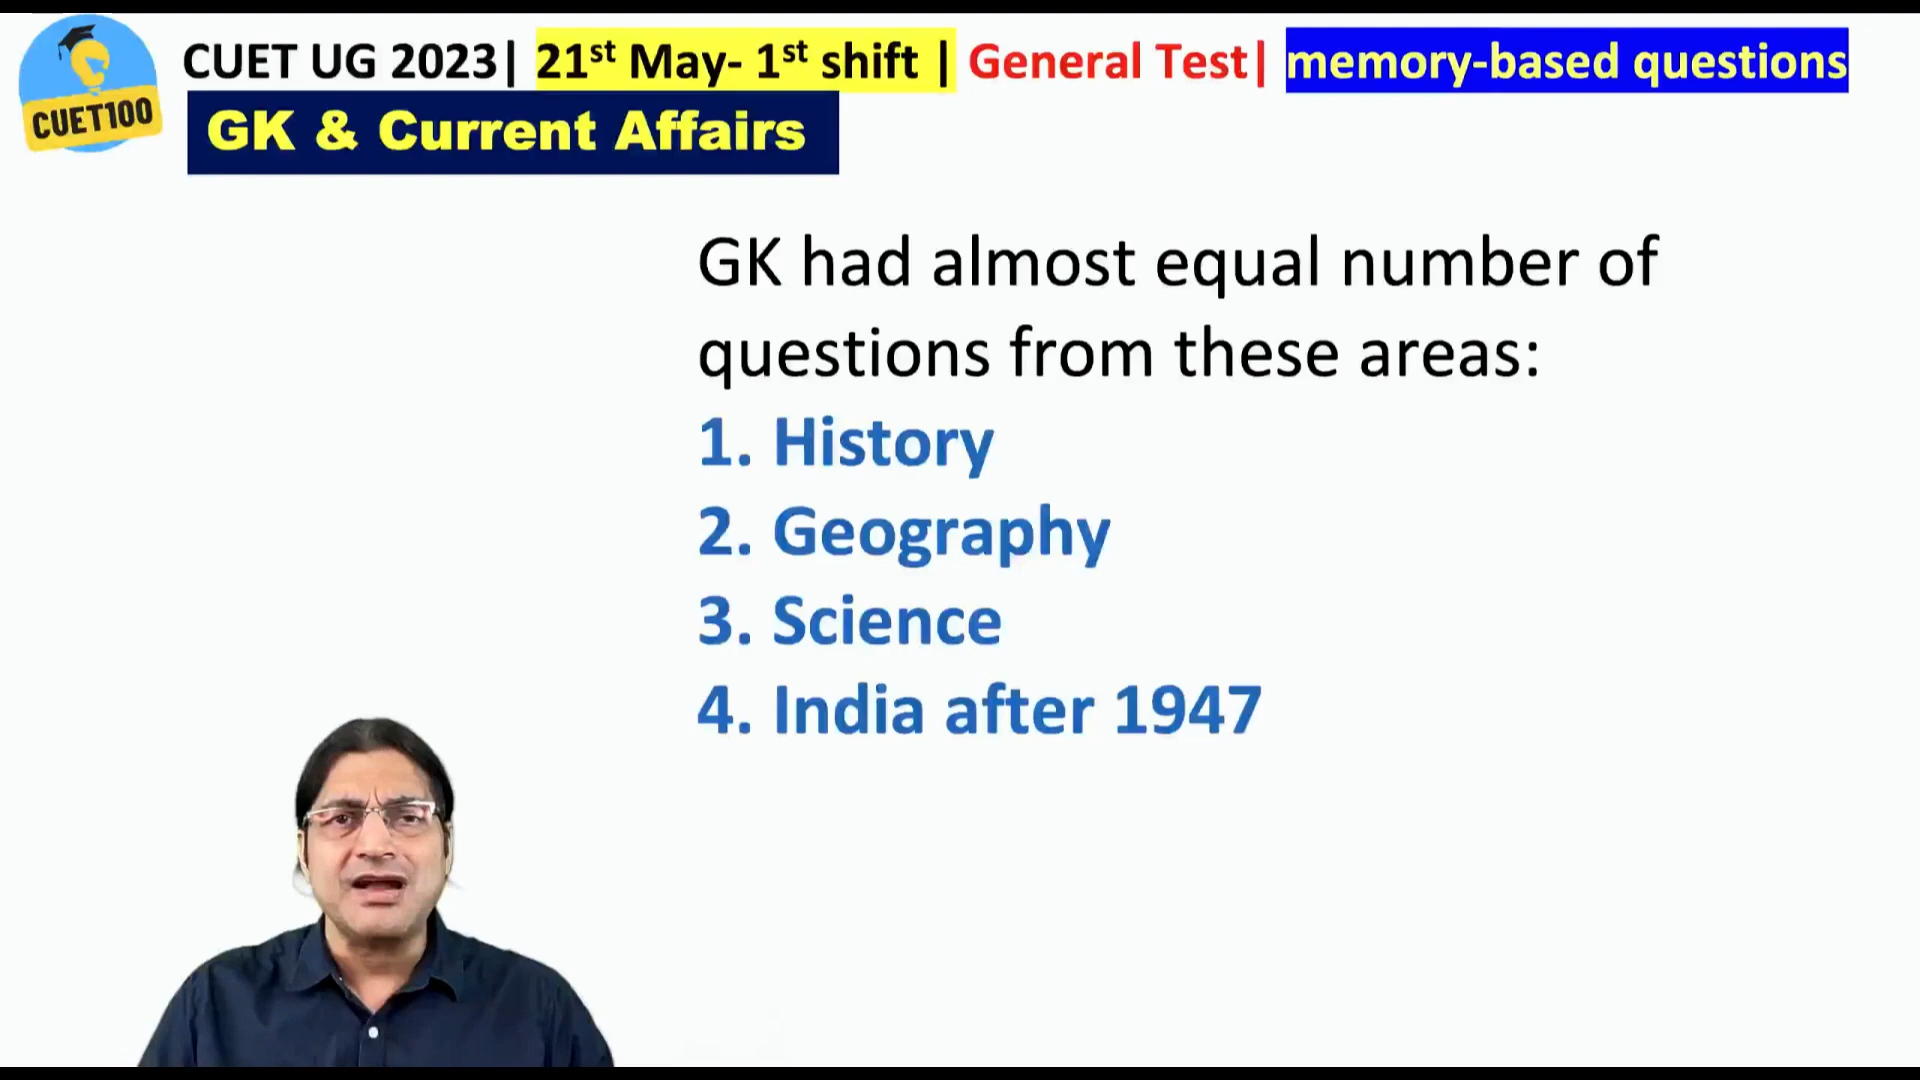 CUET100
CUET UG 2023| 21st May- 1st shift | General Test| memory-based questions
GK & Current Affairs
GK had almost equal number of
questions from these areas:
1. History
2. Geography
3. Science
4. India after 1947